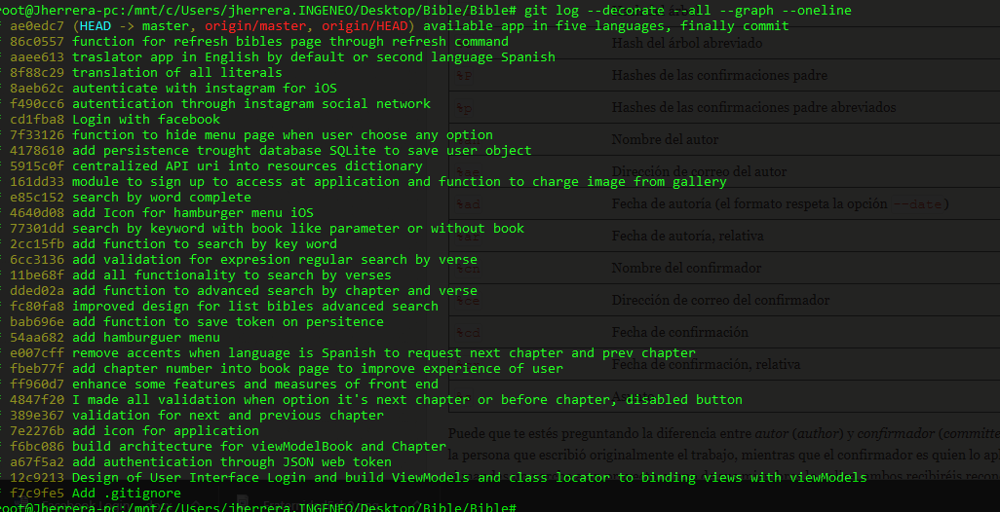 root@Jherrera-pc:/mnt/c/Users/jherrera.INGENEO/Desktop/Bible/Bible# git log --decorate --all --graph --oneline
* ae0edc7 (HEAD -> master, origin/master, origin/HEAD) available app in five languages, finally commit
* 86c0557 function for refresh bibles page through refresh command
Hash del árbol abreviado
* aaee613 traslator app in English by default or second language Spanish
* 8f88c29 translation of all literals
%P Hashes de las confirmaciones padre
* 8aeb62c autenticate with instagram for iOS
* f490cc6 autentication through instagram social network
%p Hashes de las confirmaciones padre abreviados
* cd1fba8 Login with facebook
* 7f33126 function to hide menu page when user choose any option
Nombre del autor
* 4178610 add persistence trought database SQLite to save user object
* 5915c0f centralized API uri into resources dictionary
%ae Dirección de correo del autor
* 161dd33 module to sign up to access at application and function to charge image from gallery
* e85c152 search by word complete
%ad Fecha de autoría (el formato respeta la opción --date)
* 4640d08 add Icon for hamburger menu iOS
* 77301dd search by keyword with book like parameter or without book
%ar Fecha de autoría, relativa
* 2cc15fb add function to search by key word
* 6cc3136 add validation for expresion regular search by verse
%cn Nombre del confirmador
* 11be68f add all functionality to search by verses
* dded02a add function to advanced search by chapter and verse
%ce Dirección de correo del confirmador
* fc80fa8 improved design for list bibles advanced search
* bab696e add function to save token on persitence
%cd Fecha de confirmación
* 54aa682 add hamburguer menu
* e007cff remove accents when language is Spanish to request next chapter and prev chapter
Fecha de confirmación, relativa
* fbeb77f add chapter number into book page to improve experience of user
* ff960d7 enhance some features and measures of front end
* 4847f20 I made all validation when option it's next chapter or before chapter, disabled button
* 389e367 validation for next and previous chapter
* 7e2276b add icon for application
Puede que te estés preguntando la diferencia entre autor (author) y confirmador (committe
* f6bc086 build architecture for viewModelBook and Chapter
la persona que escribió originalmente el trabajo, mientras que el confirmador es quien lo apl
* a67f5a2 add authentication through JSON web token
* 12c9213 Design of User Interface Login and build ViewModels and class locator to binding views with viewModels
ambos recibiréis recon
* f7c9fe5 Add .gitignore
root@Jherrera-pc:/mnt/c/Users/jherrera.INGENEO/Desktop/Bible/Bible#